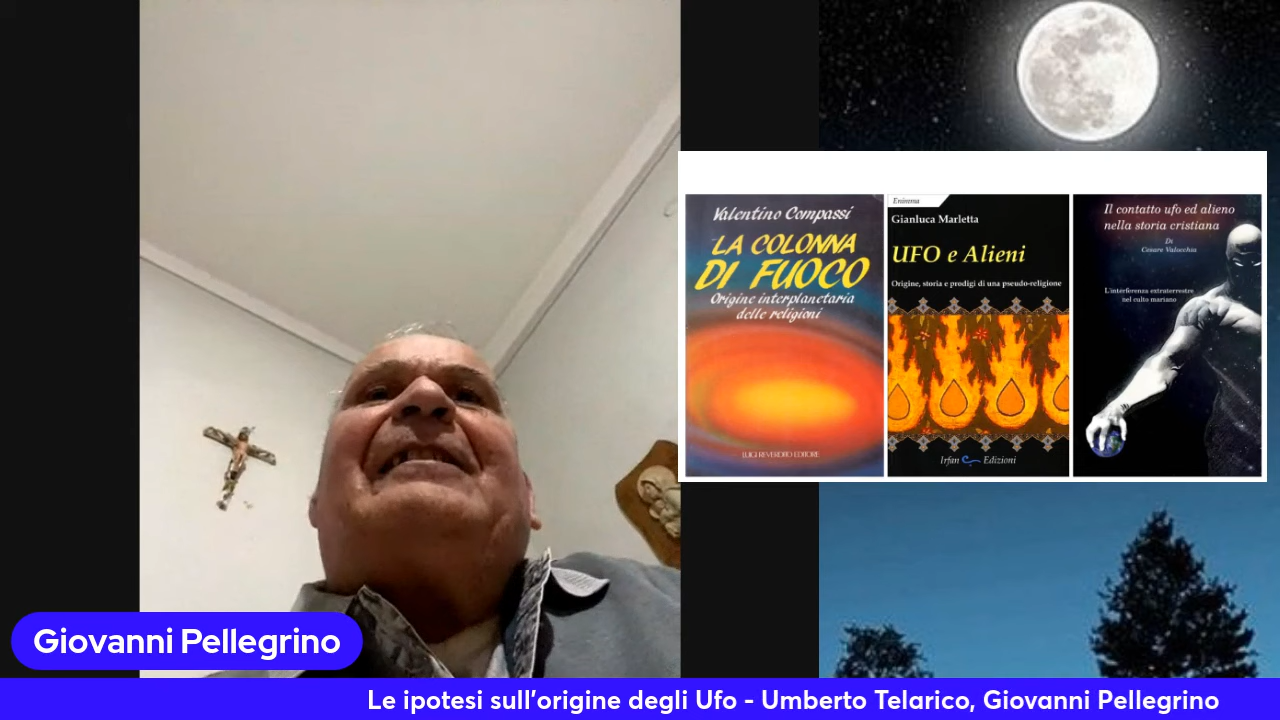 Valentino Compassi
LA COLONNA
DI FUOCO
Origine interplanetaria
delle religioni
LUIGI REVERDITO EDITORE
Enigma
Gianluca Marletta
UFO e Alieni
Origine, storia e prodigi di una pseudo-religione
Irfan Edizioni
Il contatto ufo ed alieno
nella storia cristiana
Di
Cesare Valocchia
L'interferenza extraterrestre
nel culto mariano
Giovanni Pellegrino
Le ipotesi sull'origine degli Ufo - Umberto Telarico, Giovanni Pellegrino